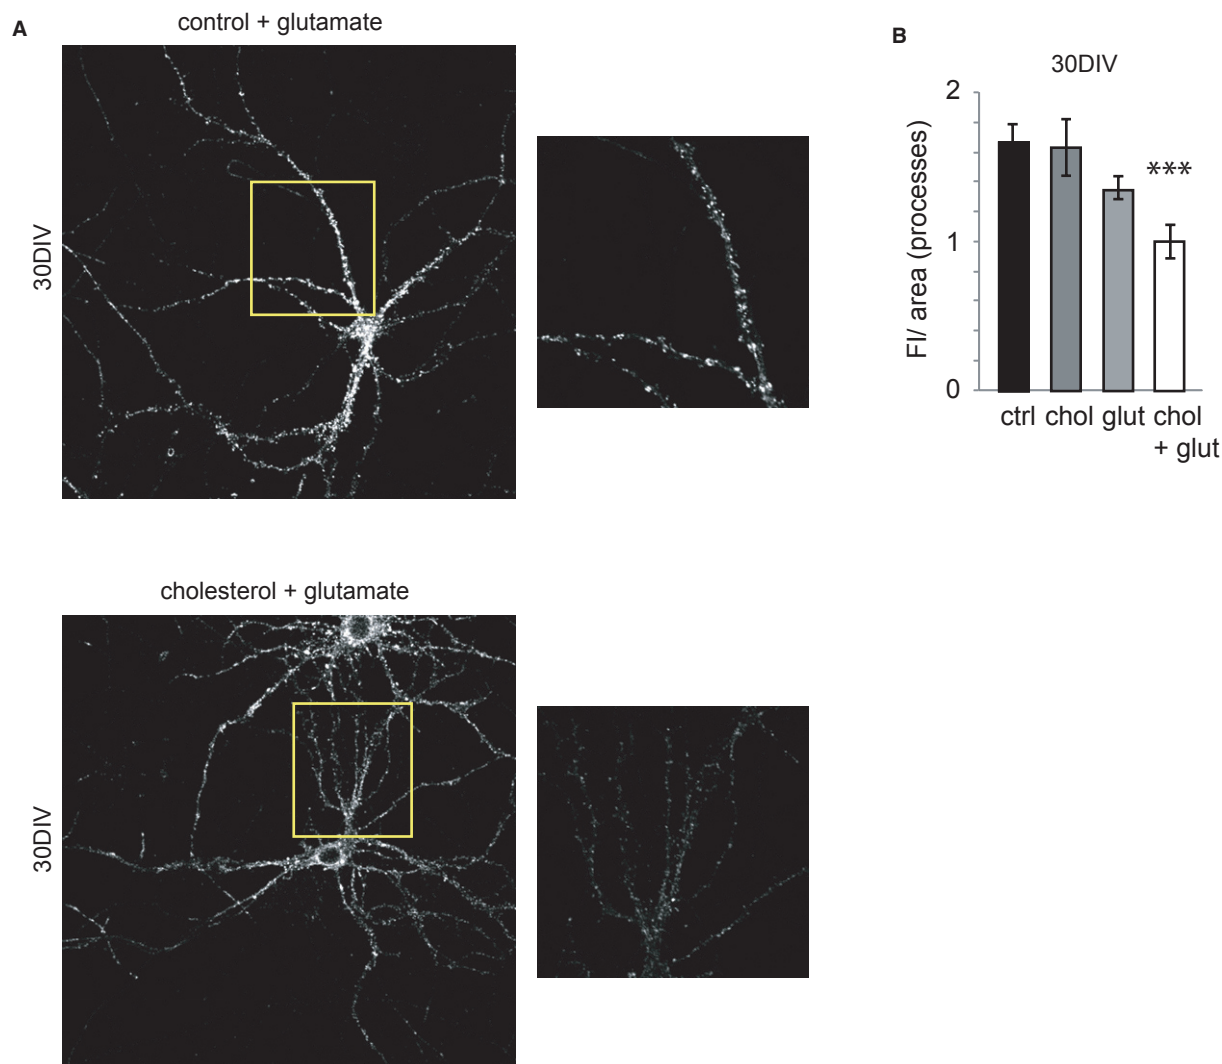 A
control + glutamate
30DIV
cholesterol + glutamate
30DIV
B
30DIV
FI/ area (processes)
2
1
0
***
ctrl chol glut chol
+ glut